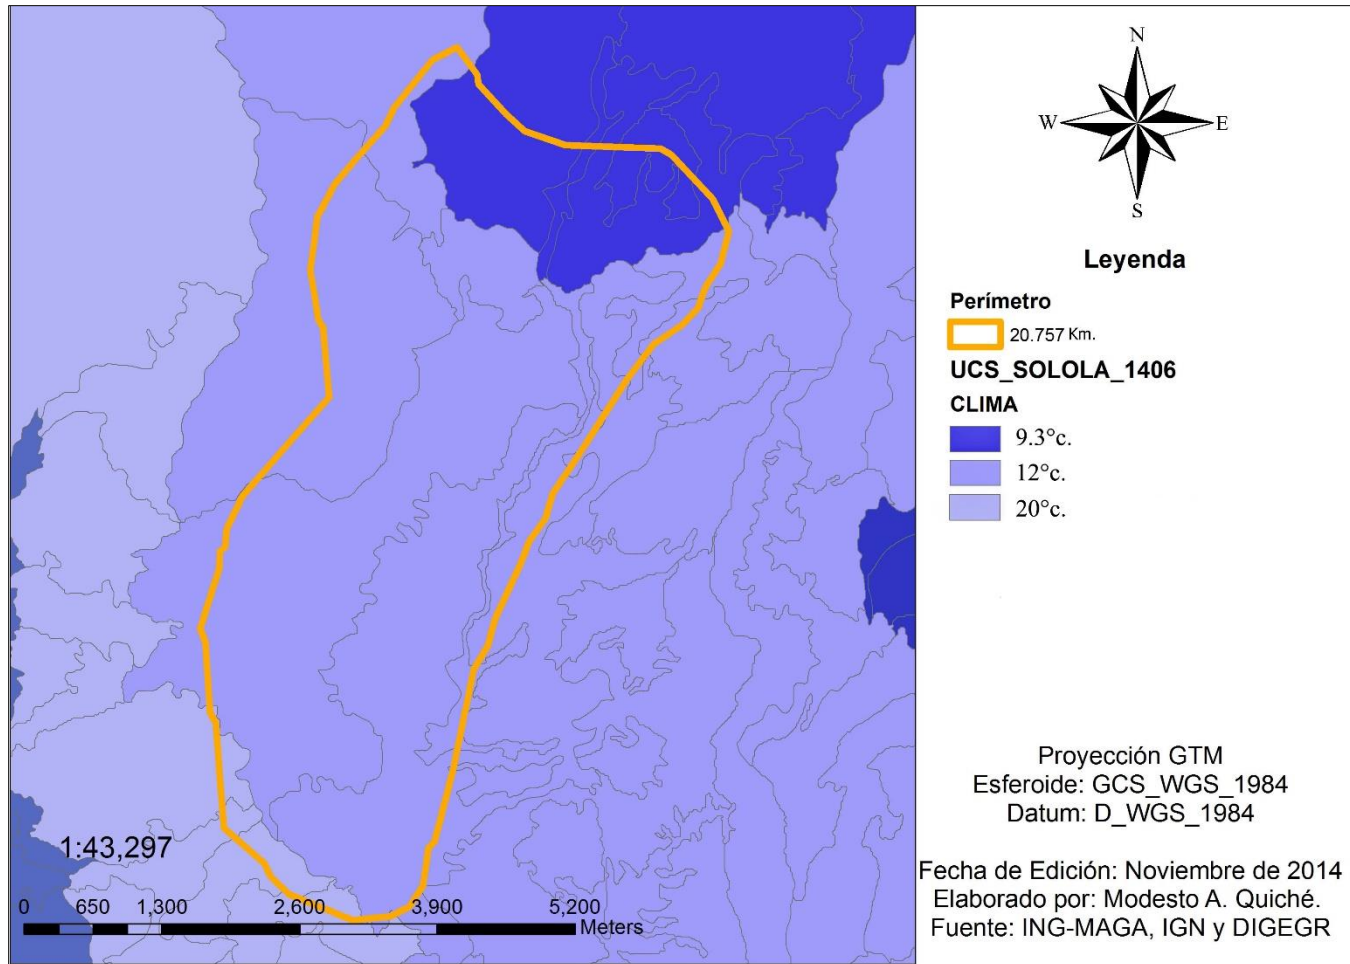 N
W
E
S
Leyenda
Perímetro
20.757 Km.
UCS_SOLOLA_1406
CLIMA
9.3°c.
12°c.
20°c.
Proyección GTM
Esferoide: GCS_WGS_1984
Datum: D_WGS_1984
Fecha de Edición: Noviembre de 2014
Elaborado por: Modesto A. Quiché.
Fuente: ING-MAGA, IGN y DIGEGR
1:43,297
0 650 1,300 2,600 3,900 5,200
Meters